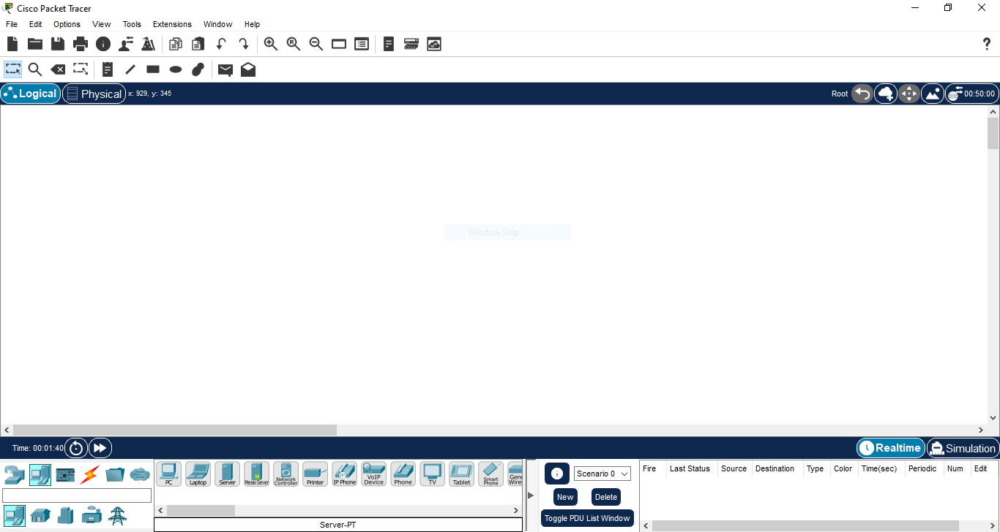 Cisco Packet Tracer
File Edit Options View Tools Extensions Window Help
R
?
Logical Physical x: 929, y: 345 Root 00:50:00
Window Snip
Time: 00:01:40 Realtime Simulation
PC
Laptop
Server
Meraki Server
Network Controller
Printer
IP
IP Phone
VoIP Device
Phone
TV
Tablet
Smart Phone
Gene
Wirel
Server-PT
Scenario 0
New Delete
Toggle PDU List Window
Fire Last Status Source Destination Type Color Time(sec) Periodic Num Edit